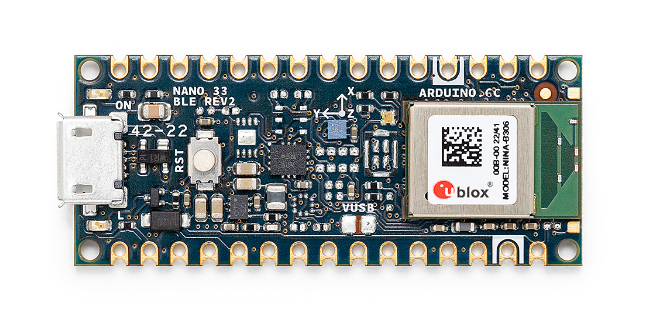 NANO 33
BLE REV2
ARDUINO.CC
ON
X
Y
Z
42-22
RST
L
VUSB
00B-00 22/41
MODEL:NINA-B306
u blox®